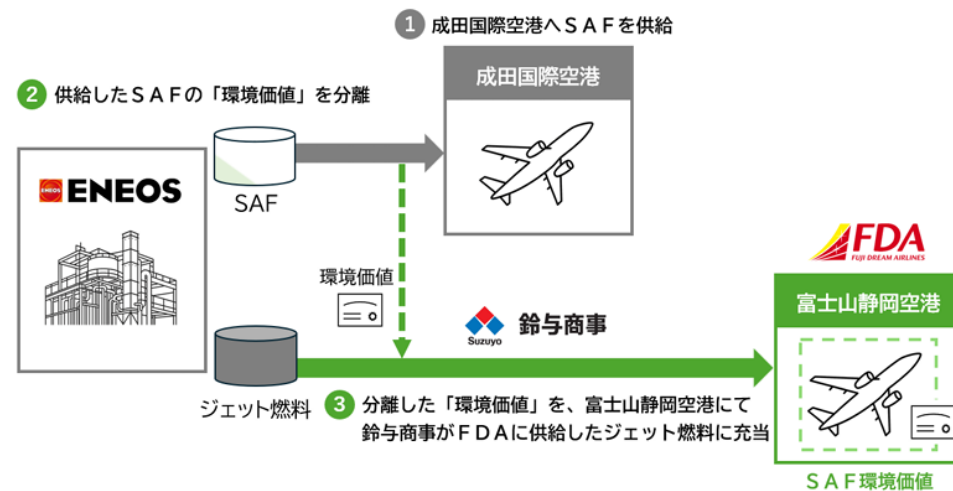 1 成田国際空港へSAFを供給
成田国際空港
2 供給したSAFの「環境価値」を分離
ENEOS ENEOS
SAF
環境価値
Suzuyo 鈴与商事
FDA
FUJI DREAM AIRLINES
富士山静岡空港
ジェット燃料
3 分離した「環境価値」を、富士山静岡空港にて
鈴与商事がFDAに供給したジェット燃料に充当
SAF環境価値